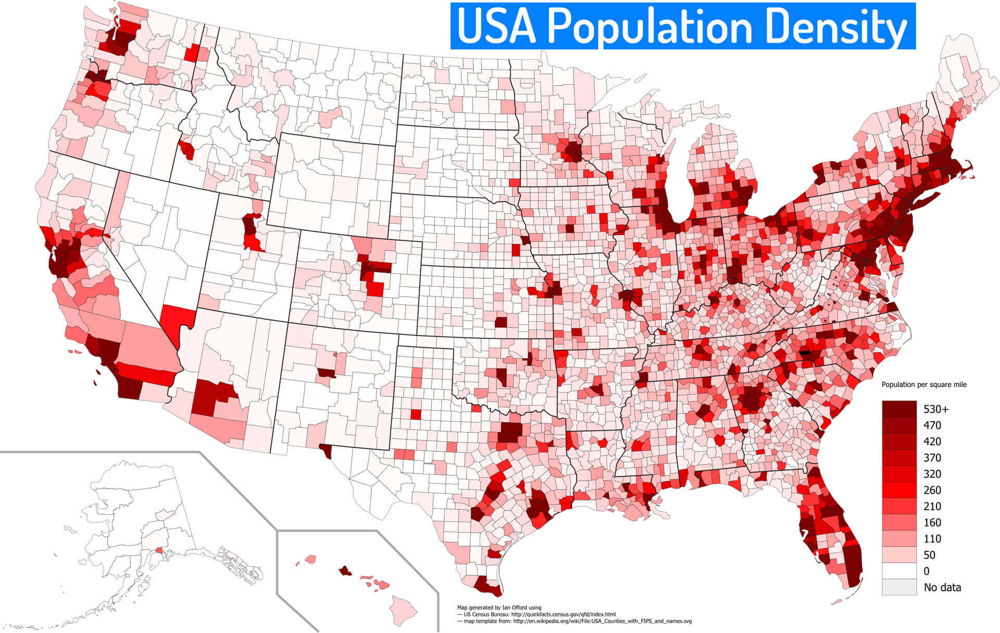 USA Population Density
Population per square mile
530+
470
420
370
320
260
210
160
110
50
0
No data
Map generated by Ian Offord using
— US Census Bureau: http://quickfacts.census.gov/qfd/index.html
— map template from: http://en.wikipedia.org/wiki/File:USA_Counties_with_FIPS_and_names.svg